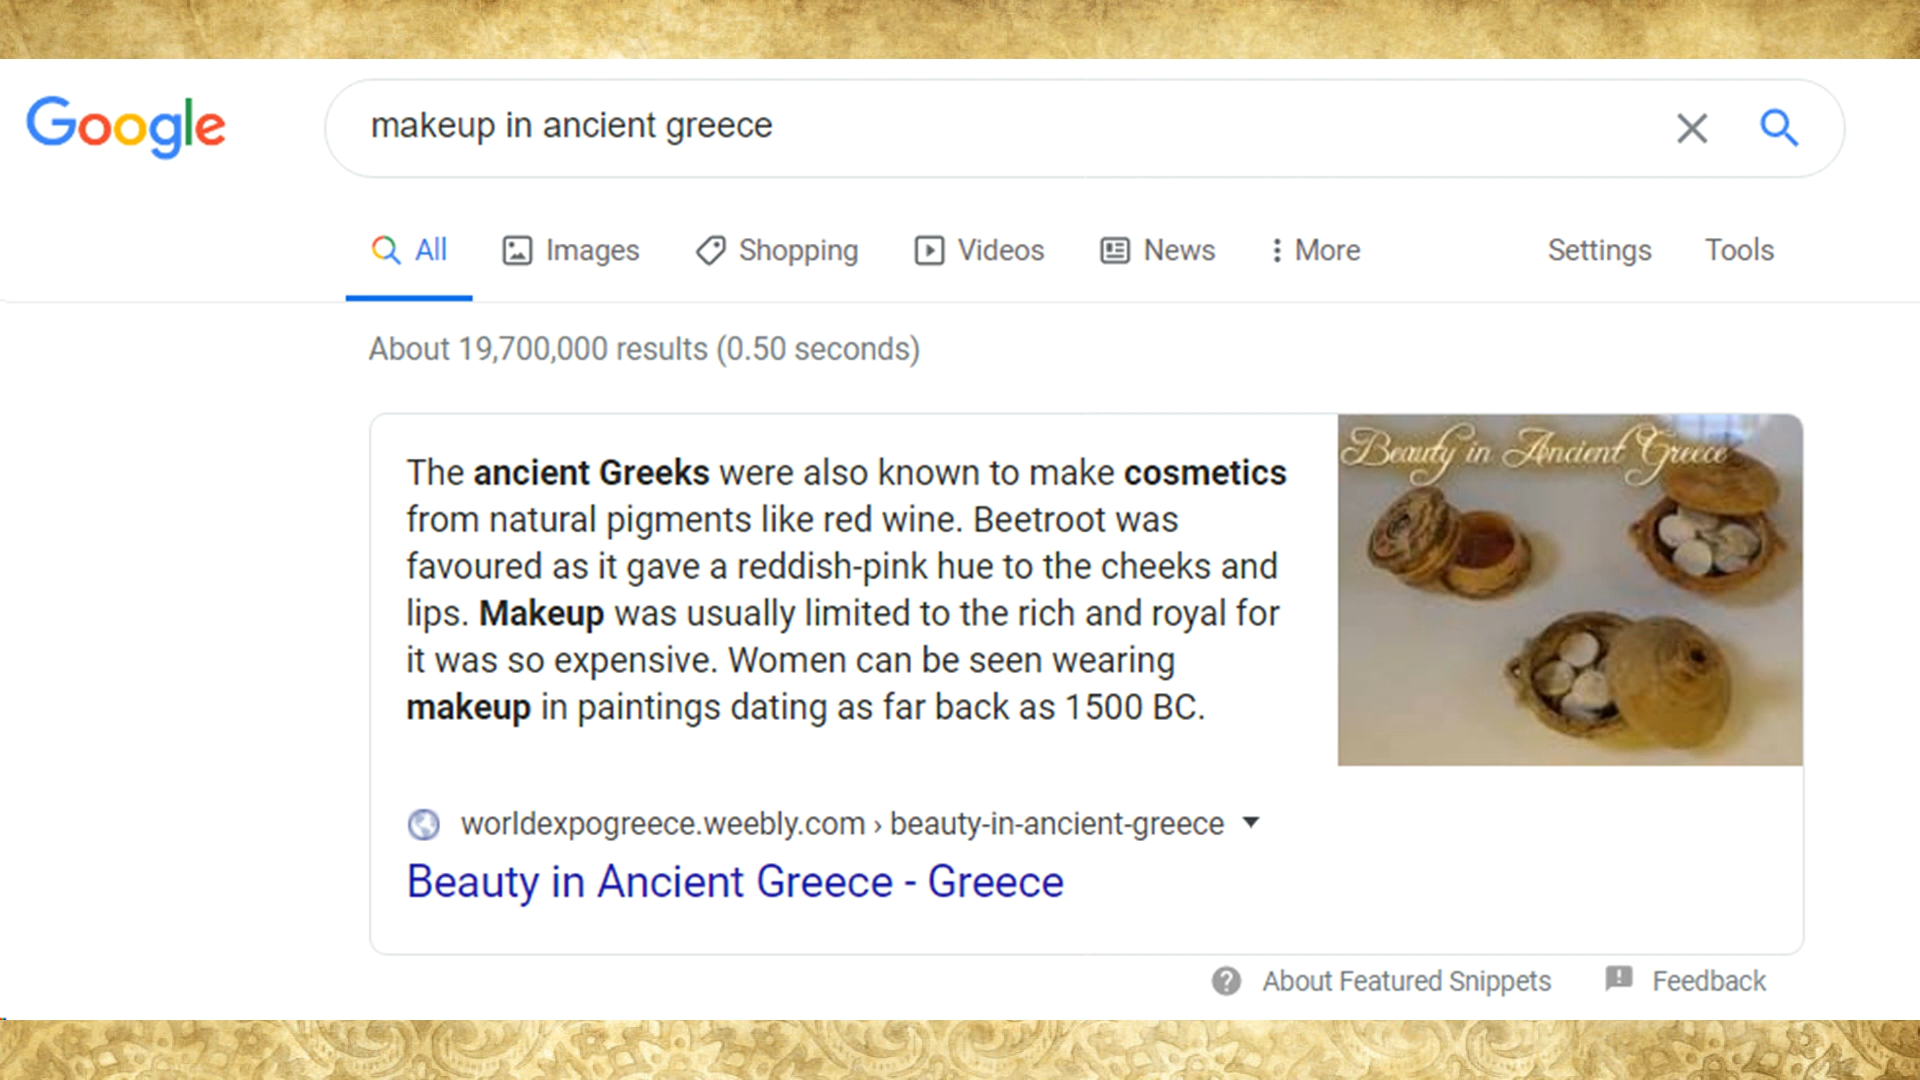 Google
makeup in ancient greece
All Images Shopping Videos News More Settings Tools
About 19,700,000 results (0.50 seconds)
The ancient Greeks were also known to make cosmetics
from natural pigments like red wine. Beetroot was
favoured as it gave a reddish-pink hue to the cheeks and
lips. Makeup was usually limited to the rich and royal for
it was so expensive. Women can be seen wearing
makeup in paintings dating as far back as 1500 BC.
Beauty in Ancient Greece
worldexpogreece.weebly.com › beauty-in-ancient-greece
Beauty in Ancient Greece - Greece
About Featured Snippets Feedback